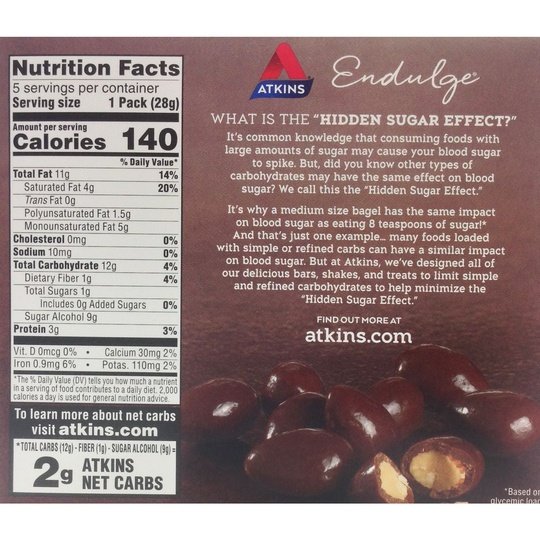 Nutrition Facts
5 servings per container
Serving size 1 Pack (28g)
Amount per serving
Calories 140
% Daily Value*
Total Fat 11g 14%
Saturated Fat 4g 20%
Trans Fat 0g
Polyunsaturated Fat 1.5g
Monounsaturated Fat 5g
Cholesterol 0mg 0%
Sodium 10mg 0%
Total Carbohydrate 12g 4%
Dietary Fiber 1g 4%
Total Sugars 1g
Includes 0g Added Sugars 0%
Sugar Alcohol 9g
Protein 3g 3%
Vit. D 0mcg 0% • Calcium 30mg 2%
Iron 0.9mg 6% • Potas. 110mg 2%
*The % Daily Value (DV) tells you how much a nutrient
in a serving of food contributes to a daily diet. 2,000
calories a day is used for general nutrition advice.
To learn more about net carbs
visit atkins.com
*TOTAL CARBS (12g) - FIBER (1g) - SUGAR ALCOHOL (9g) =
2g ATKINS
NET CARBS
ATKINS
Endulge
WHAT IS THE "HIDDEN SUGAR EFFECT?"
It's common knowledge that consuming foods with
large amounts of sugar may cause your blood sugar
to spike. But, did you know other types of
carbohydrates may have the same effect on blood
sugar? We call this the "Hidden Sugar Effect."
It's why a medium size bagel has the same impact
on blood sugar as eating 8 teaspoons of sugar!*
And that's just one example... many foods loaded
with simple or refined carbs can have a similar impact
on blood sugar. But at Atkins, we've designed all of
our delicious bars, shakes, and treats to limit simple
and refined carbohydrates to help minimize the
"Hidden Sugar Effect."
FIND OUT MORE AT
atkins.com
*Based on
glycemic load